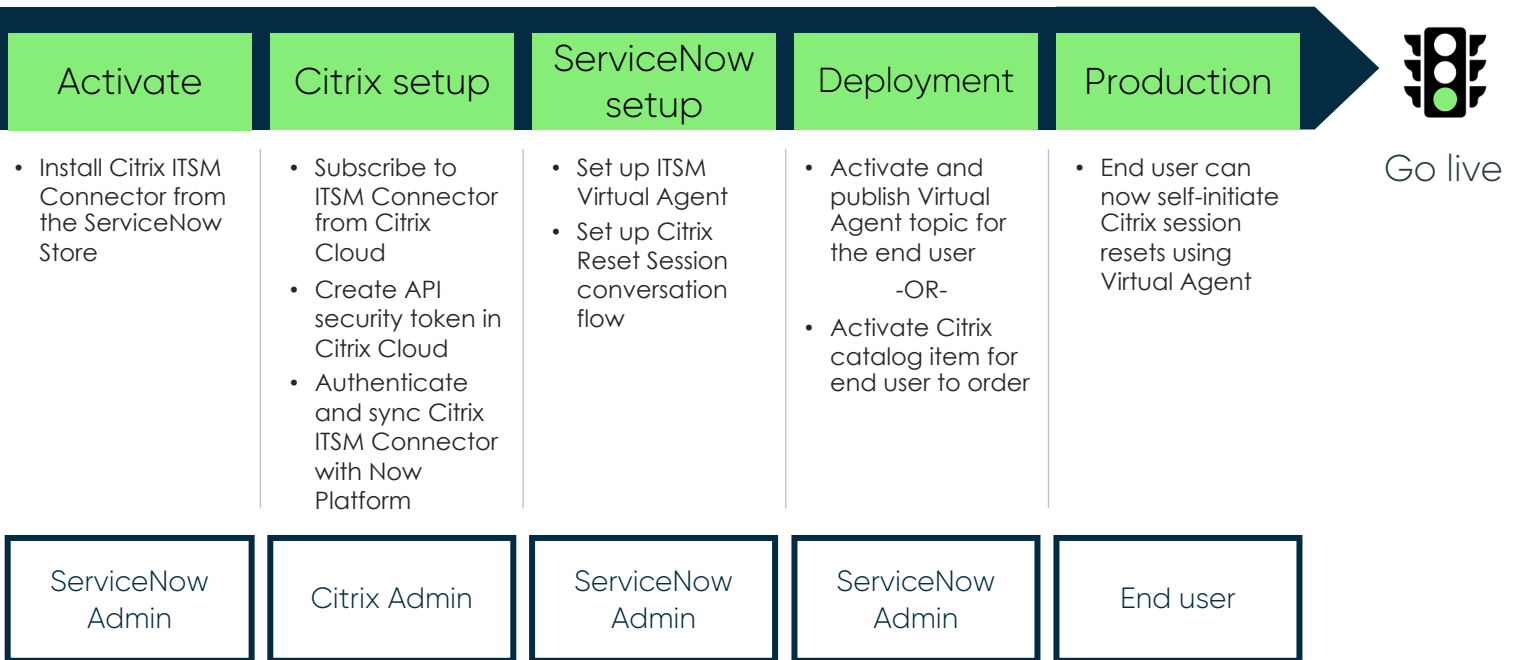 Activate
Citrix setup
ServiceNow
setup
Deployment
Production
Go live
• Install Citrix ITSM
Connector from
the ServiceNow
Store
• Subscribe to
ITSM Connector
from Citrix
Cloud
• Create API
security token in
Citrix Cloud
• Authenticate
and sync Citrix
ITSM Connector
with Now
Platform
• Set up ITSM
Virtual Agent
• Set up Citrix
Reset Session
conversation
flow
• Activate and
publish Virtual
Agent topic for
the end user
-OR-
• Activate Citrix
catalog item for
end user to order
• End user can
now self-initiate
Citrix session
resets using
Virtual Agent
ServiceNow
Admin
Citrix Admin
ServiceNow
Admin
ServiceNow
Admin
End user